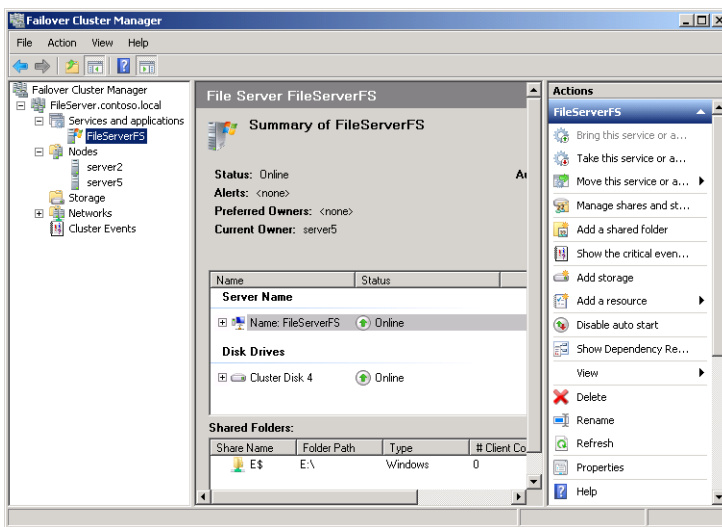 Failover Cluster Manager
File Action View Help
Failover Cluster Manager
FileServer.contoso.local
Services and applications
FileServerFS
Nodes
server2
server5
Storage
Networks
Cluster Events
File Server FileServerFS
Summary of FileServerFS
Status: Online Au
Alerts: <none>
Preferred Owners: <none>
Current Owner: server5
Name Status
Server Name
Name: FileServerFS Online
Disk Drives
Cluster Disk 4 Online
Shared Folders:
Share Name Folder Path Type # Client Co
E$ E:\ Windows 0
Actions
FileServerFS
Bring this service or a...
Take this service or a...
Move this service or a...
Manage shares and st...
Add a shared folder
Show the critical even...
Add storage
Add a resource
Disable auto start
Show Dependency Re...
View
Delete
Rename
Refresh
Properties
Help